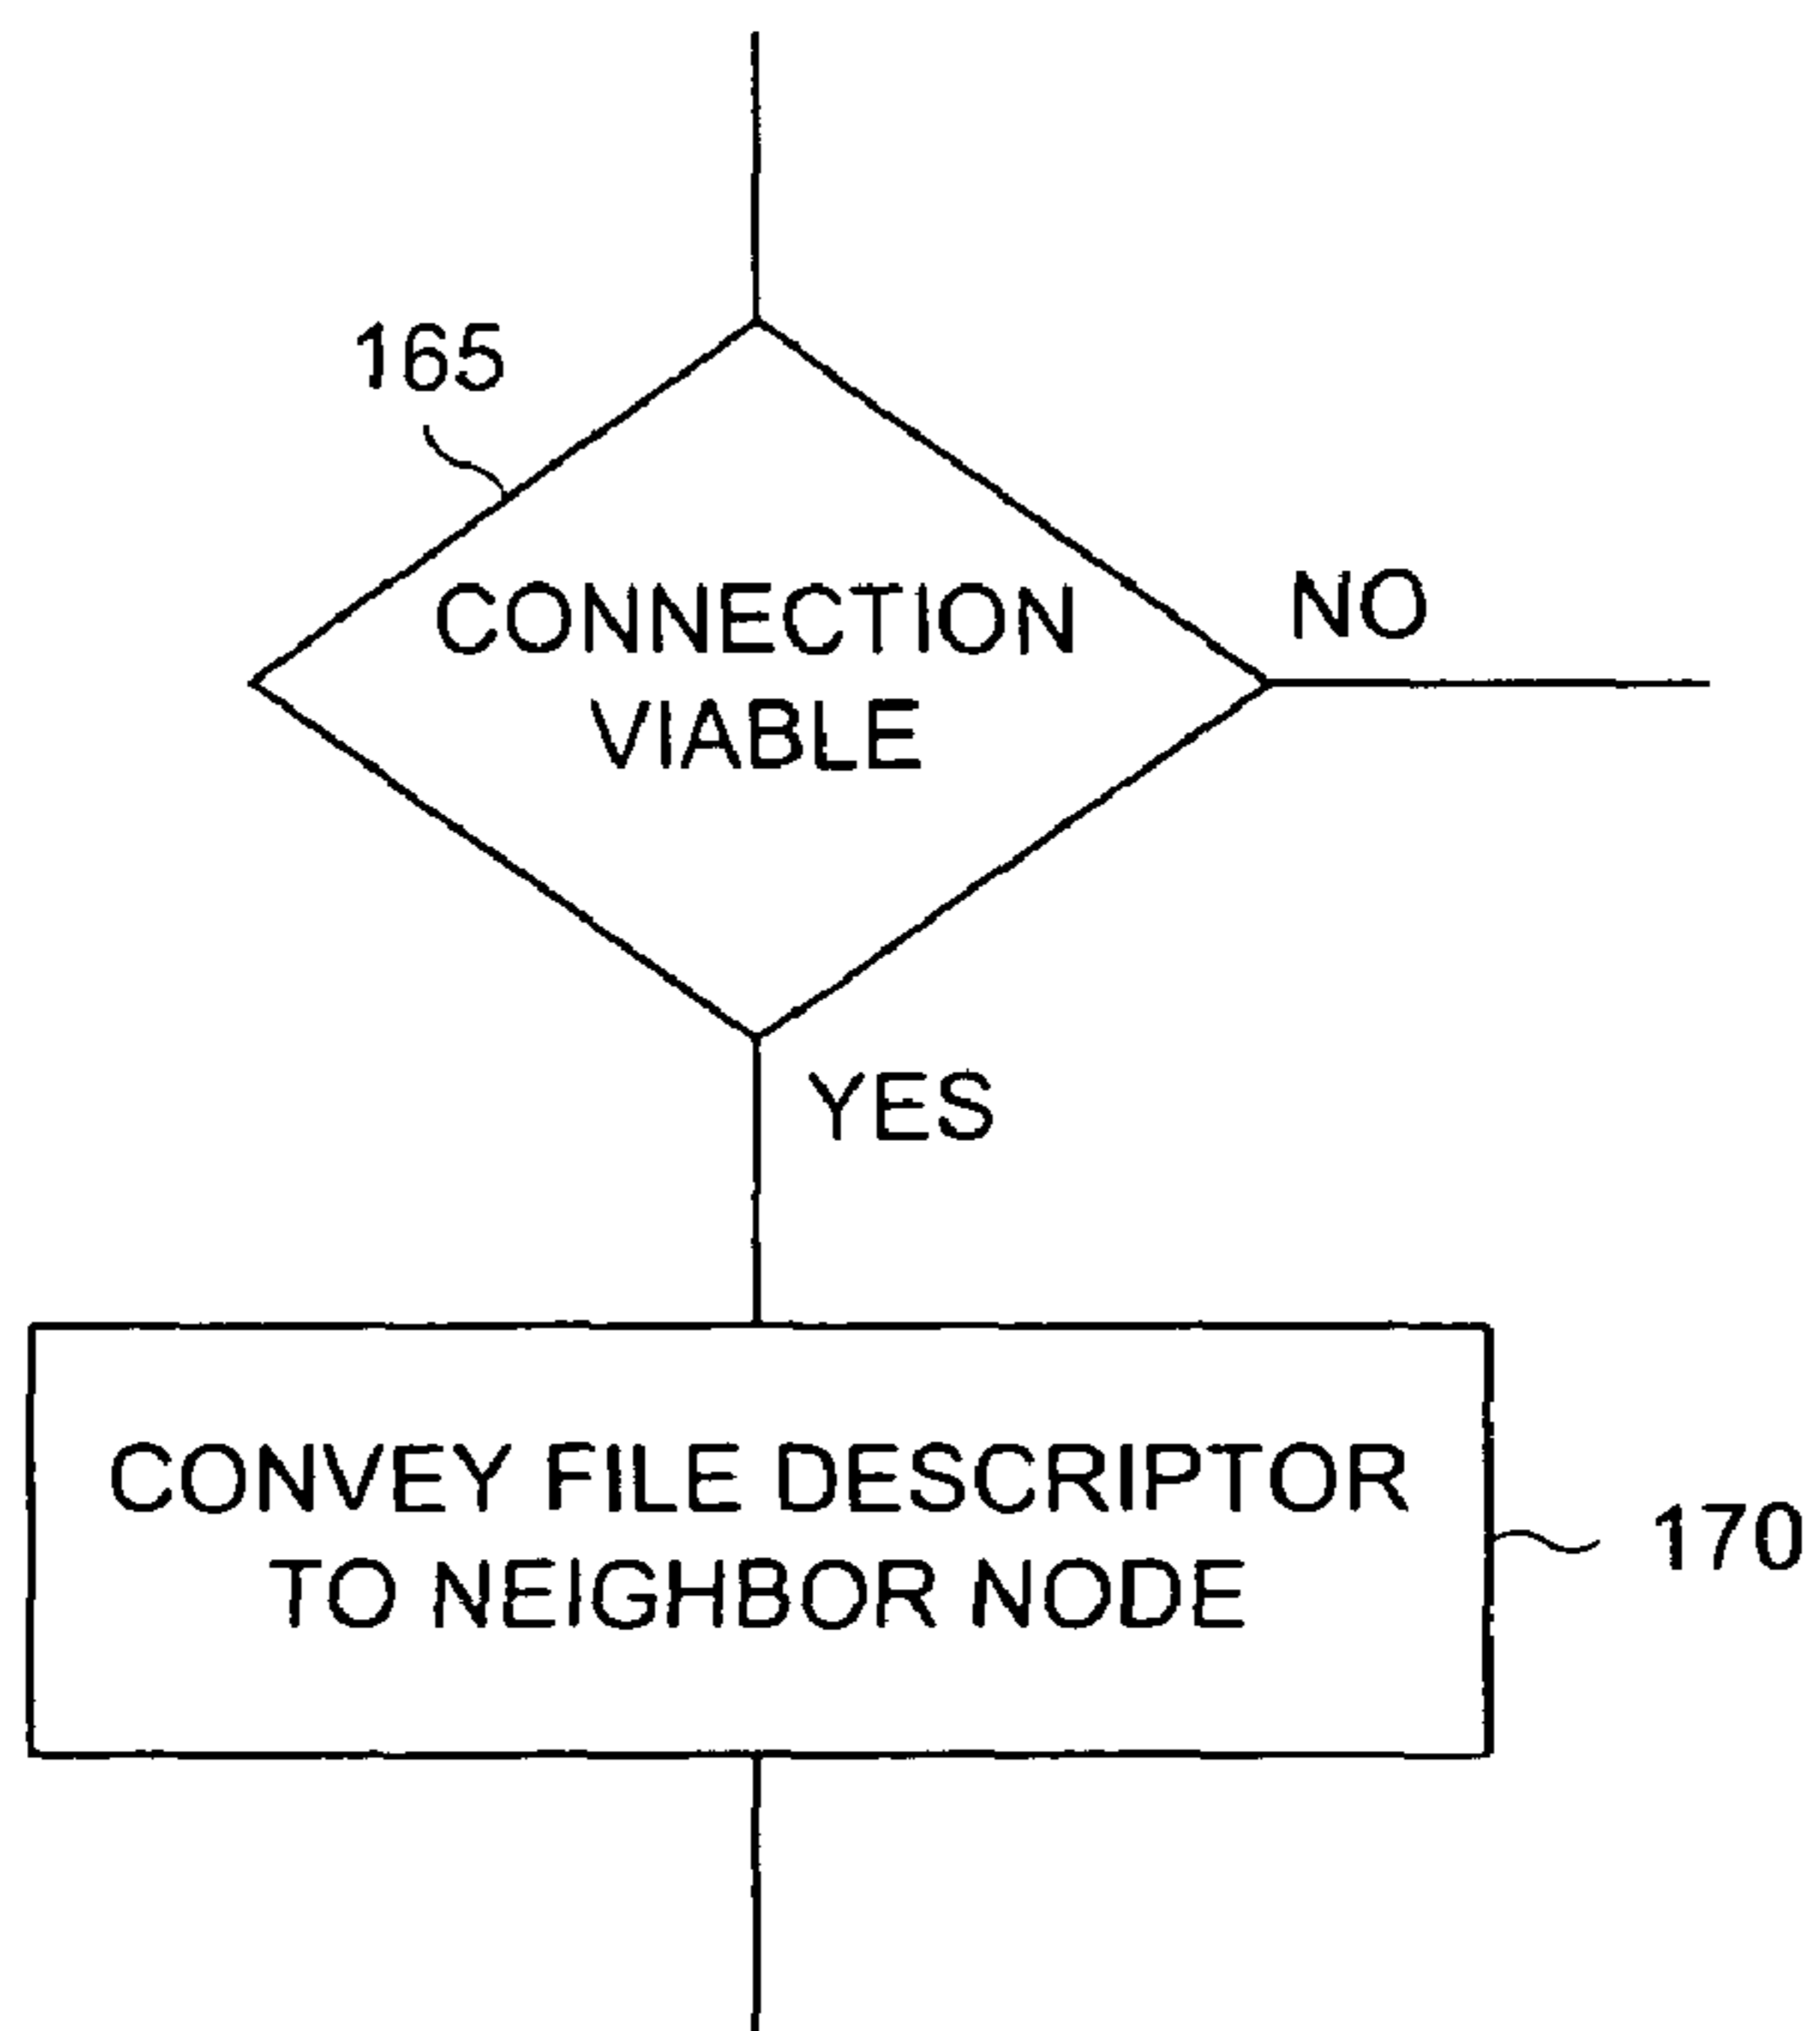 165
CONNECTION
VIABLE
NO
YES
CONVEY FILE DESCRIPTOR
TO NEIGHBOR NODE
170